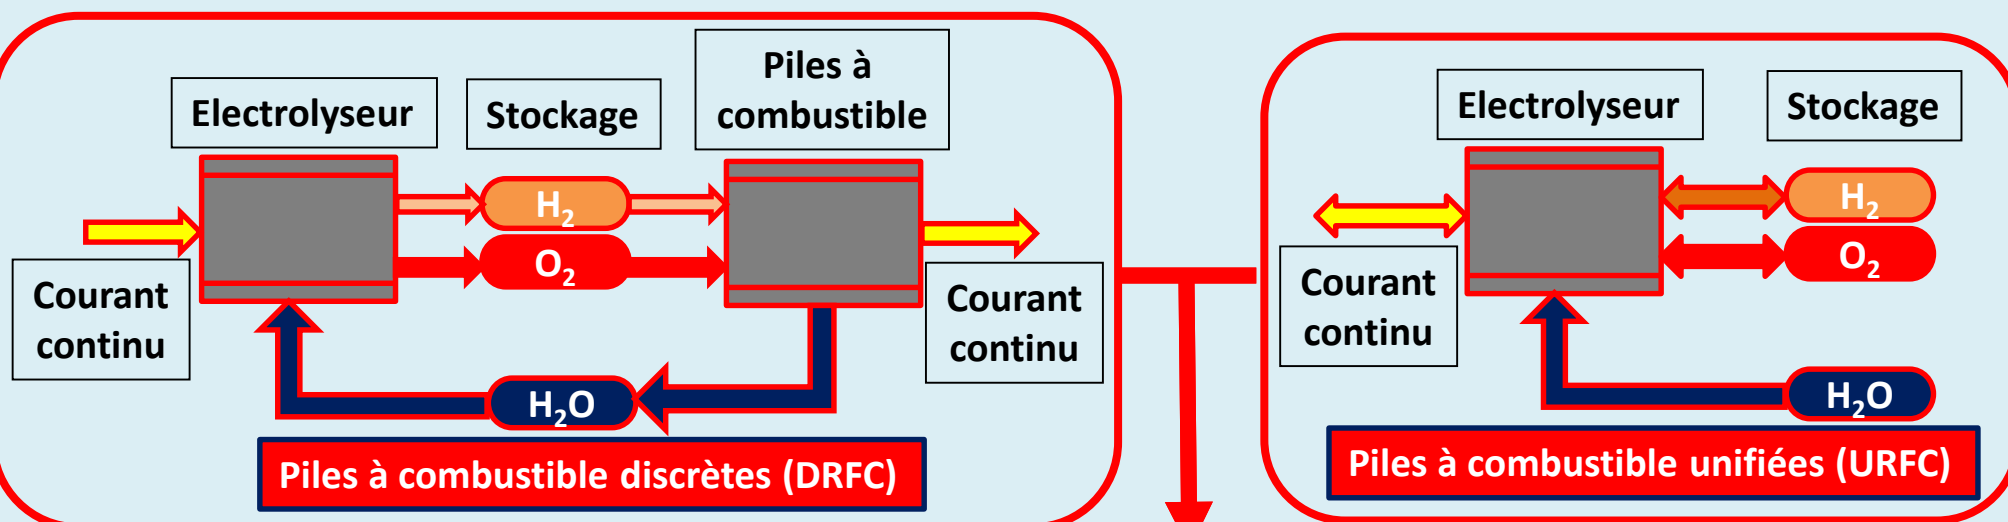 Electrolyseur
Stockage
Piles à
combustible
H2
O2
Courant
continu
Courant
continu
H2O
Piles à combustible discrètes (DRFC)
Electrolyseur
Stockage
H2
O2
Courant
continu
H2O
Piles à combustible unifiées (URFC)